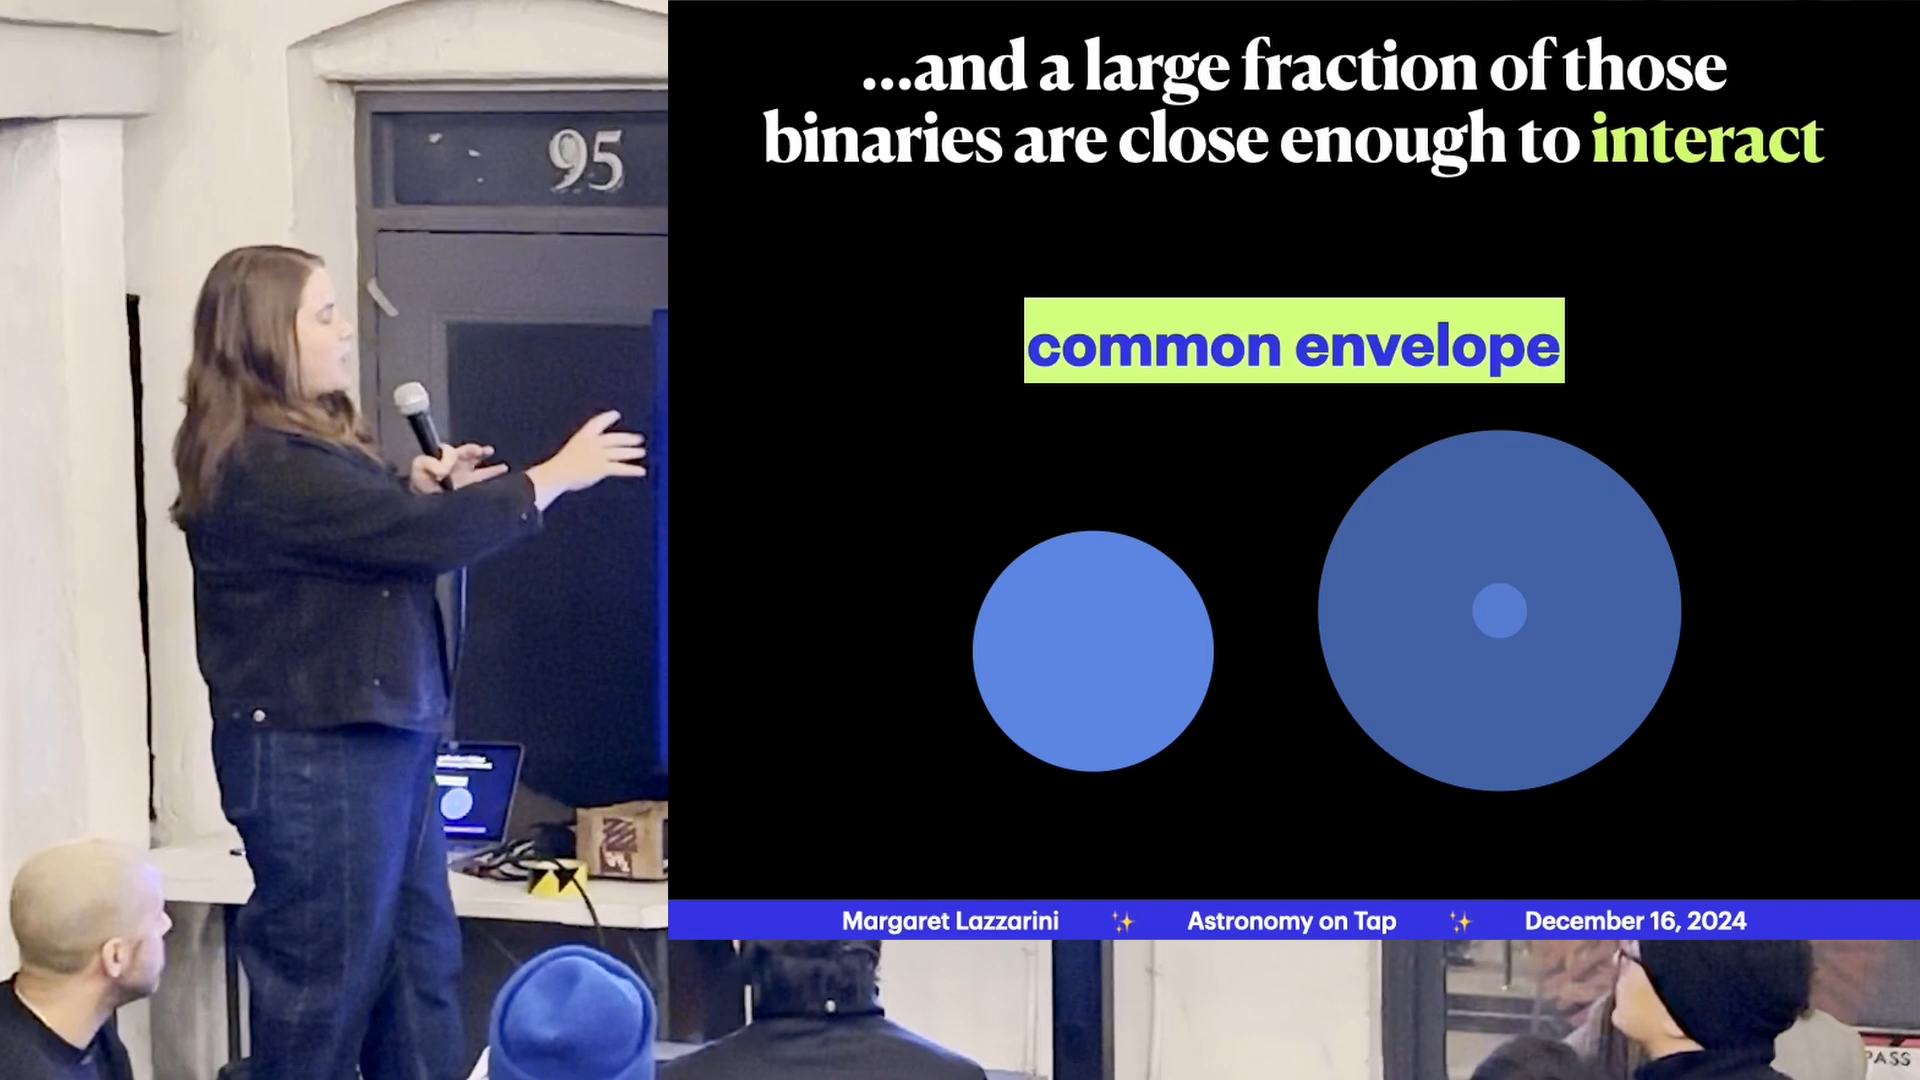 95
...and a large fraction of those
binaries are close enough to interact
common envelope
Margaret Lazzarini ✨ Astronomy on Tap ✨ December 16, 2024
PASS